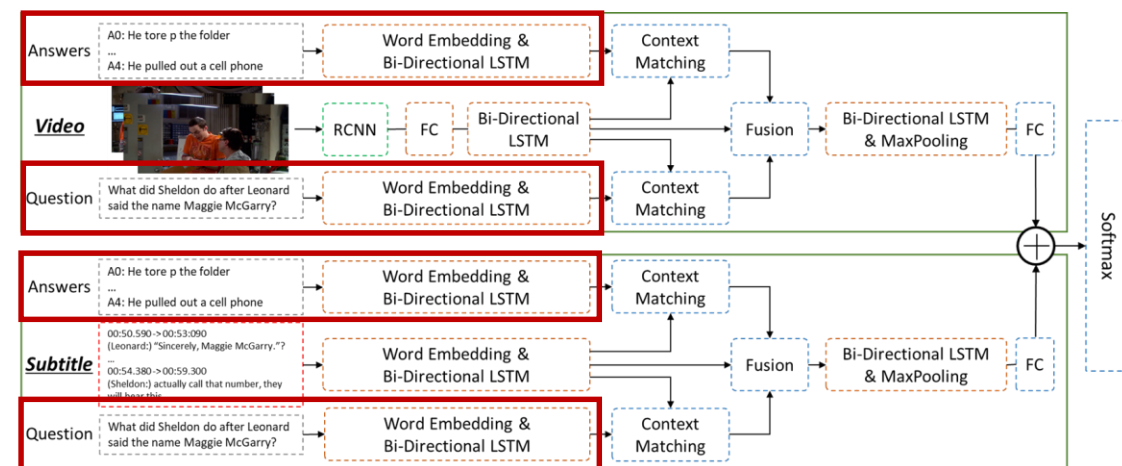 Answers
A0: He tore p the folder
...
A4: He pulled out a cell phone
Word Embedding &
Bi-Directional LSTM
Context
Matching
Video
RCNN
FC
Bi-Directional
LSTM
Fusion
Bi-Directional LSTM
& MaxPooling
FC
Question
What did Sheldon do after Leonard
said the name Maggie McGarry?
Word Embedding &
Bi-Directional LSTM
Context
Matching
Softmax
Answers
A0: He tore p the folder
...
A4: He pulled out a cell phone
Word Embedding &
Bi-Directional LSTM
Context
Matching
Subtitle
00:50.590->00:53:090
(Leonard:) “Sincerely, Maggie McGarry.”?
...
00:54.380->00:59.300
(Sheldon:) actually call that number, they
will hear this
Word Embedding &
Bi-Directional LSTM
Fusion
Bi-Directional LSTM
& MaxPooling
FC
Question
What did Sheldon do after Leonard
said the name Maggie McGarry?
Word Embedding &
Bi-Directional LSTM
Context
Matching